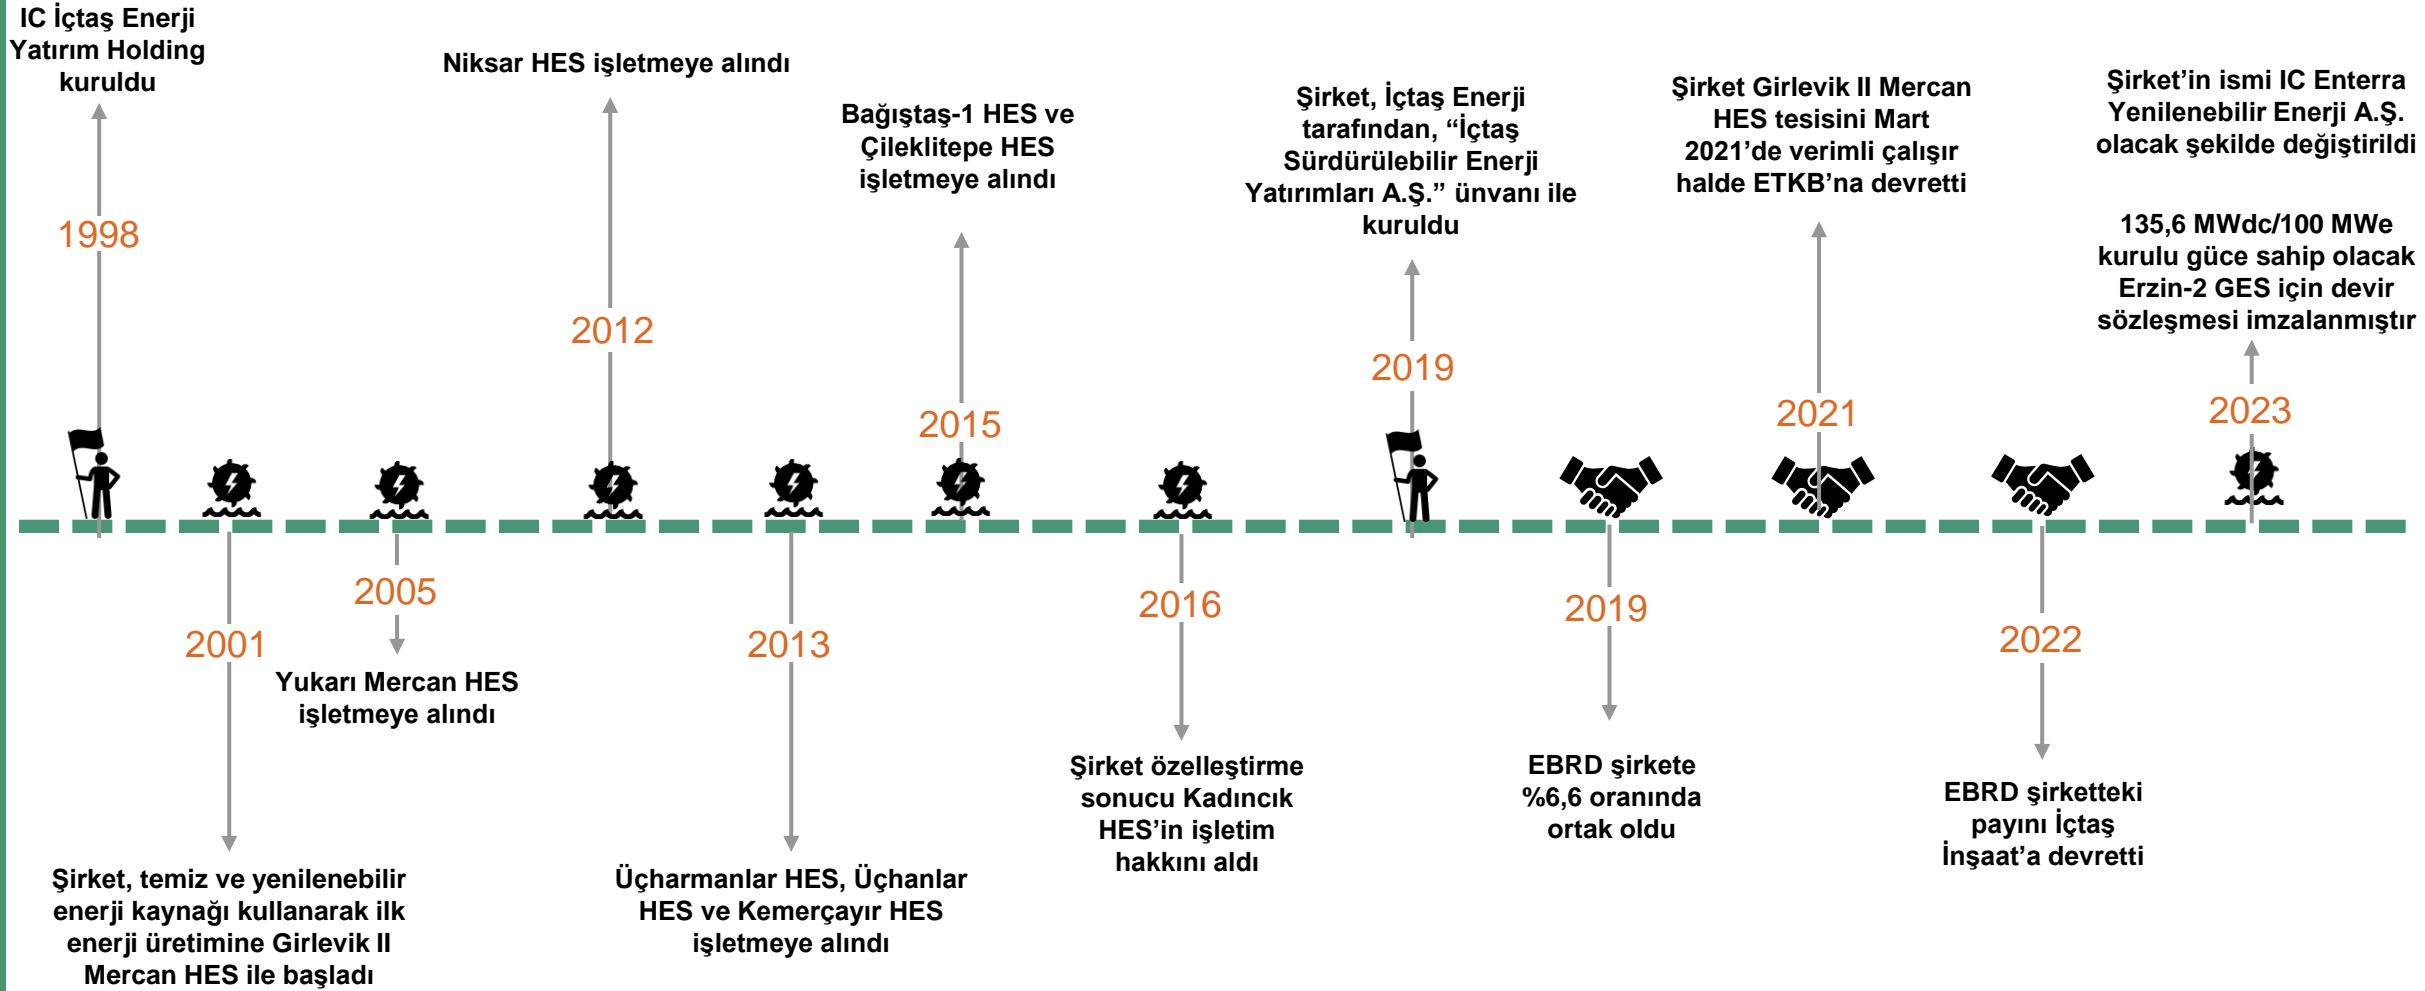 IC İçtaş Enerji
Yatırım Holding
kuruldu
1998
2001
Şirket, temiz ve yenilenebilir
enerji kaynağı kullanarak ilk
enerji üretimine Girlevik II
Mercan HES ile başladı
2005
Yukarı Mercan HES
işletmeye alındı
Niksar HES işletmeye alındı
2012
2013
Üçharmanlar HES, Üçhanlar
HES ve Kemerçayır HES
işletmeye alındı
Bağıştaş-1 HES ve
Çileklitepe HES
işletmeye alındı
2015
2016
Şirket özelleştirme
sonucu Kadıncık
HES’in işletim
hakkını aldı
Şirket, İçtaş Enerji
tarafından, “İçtaş
Sürdürülebilir Enerji
Yatırımları A.Ş.” ünvanı ile
kuruldu
2019
2019
EBRD şirkete
%6,6 oranında
ortak oldu
Şirket Girlevik II Mercan
HES tesisini Mart
2021’de verimli çalışır
halde ETKB’na devretti
2021
2022
EBRD şirketteki
payını İçtaş
İnşaat’a devretti
Şirket’in ismi IC Enterra
Yenilenebilir Enerji A.Ş.
olacak şekilde değiştirildi
135,6 MWdc/100 MWe
kurulu güce sahip olacak
Erzin-2 GES için devir
sözleşmesi imzalanmıştır
2023